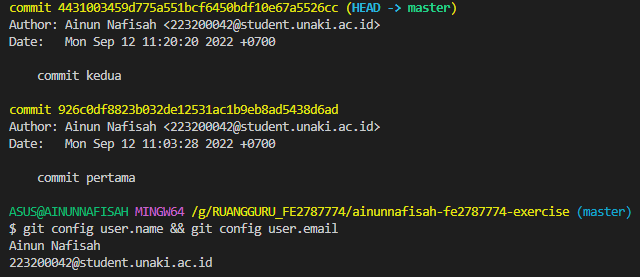 commit 4431003459d775a551bcf6450bdf10e67a5526cc (HEAD -> master)
Author: Ainun Nafisah <223200042@student.unaki.ac.id>
Date:   Mon Sep 12 11:20:20 2022 +0700
    commit kedua
commit 926c0df8823b032de12531ac1b9eb8ad5438d6ad
Author: Ainun Nafisah <223200042@student.unaki.ac.id>
Date:   Mon Sep 12 11:03:28 2022 +0700
    commit pertama
ASUS@AINUNNAFISAH MINGW64 /g/RUANGGURU_FE2787774/ainunnafisah-fe2787774-exercise (master)
$ git config user.name && git config user.email
Ainun Nafisah
223200042@student.unaki.ac.id